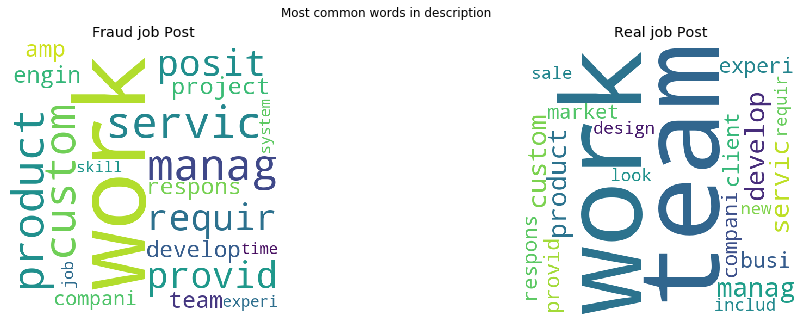 Most common words in description
Fraud job Post
amp
engin
work
posit
project
servic
system
product
custom
skill
manag
respons
requir
develop
time
job
provid
compani
team
experi
Real job Post
sale
work
team
experi
market
design
requir
custom
product
look
client
develop
servic
new
respons
provid
compani
busi
manag
includ